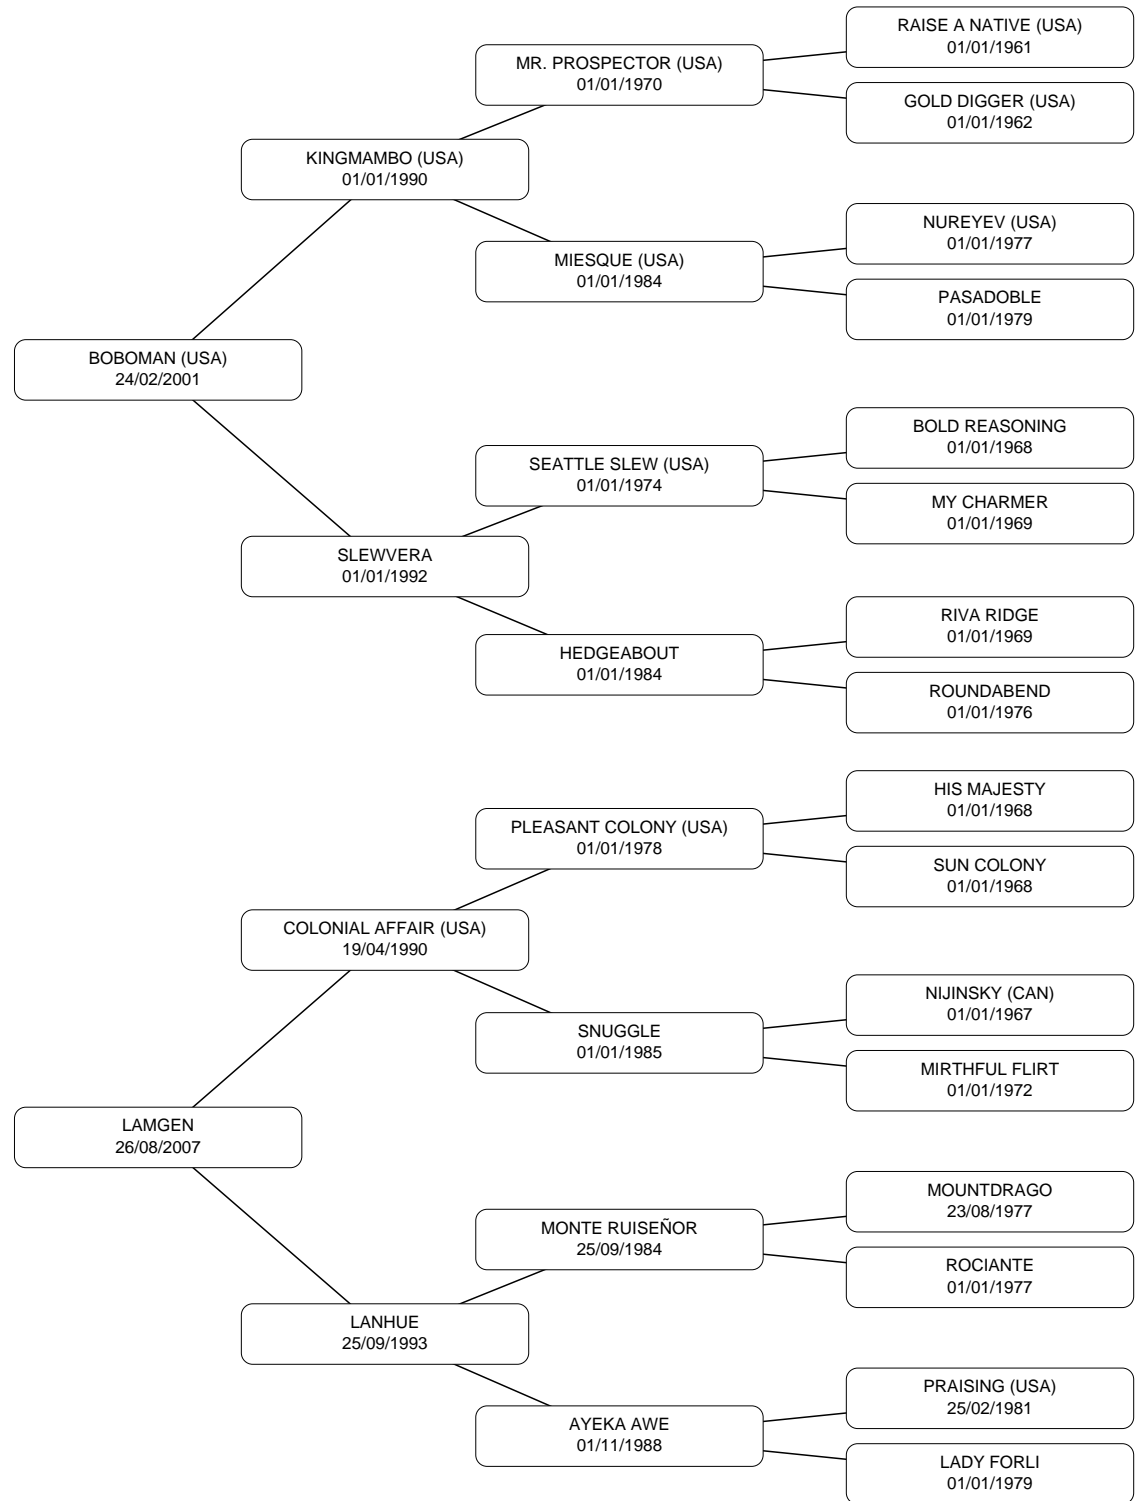 RAISE A NATIVE (USA)
01/01/1961
MR. PROSPECTOR (USA)
01/01/1970
GOLD DIGGER (USA)
01/01/1962
KINGMAMBO (USA)
01/01/1990
NUREYEV (USA)
01/01/1977
MIESQUE (USA)
01/01/1984
PASADOBLE
01/01/1979
BOBOMAN (USA)
24/02/2001
BOLD REASONING
01/01/1968
SEATTLE SLEW (USA)
01/01/1974
MY CHARMER
01/01/1969
SLEWVERA
01/01/1992
RIVA RIDGE
01/01/1969
HEDGEABOUT
01/01/1984
ROUNDABEND
01/01/1976
HIS MAJESTY
01/01/1968
PLEASANT COLONY (USA)
01/01/1978
SUN COLONY
01/01/1968
COLONIAL AFFAIR (USA)
19/04/1990
NIJINSKY (CAN)
01/01/1967
SNUGGLE
01/01/1985
MIRTHFUL FLIRT
01/01/1972
LAMGEN
26/08/2007
MOUNTDRAGO
23/08/1977
MONTE RUISEÑOR
25/09/1984
ROCIANTE
01/01/1977
LANHUE
25/09/1993
PRAISING (USA)
25/02/1981
AYEKA AWE
01/11/1988
LADY FORLI
01/01/1979